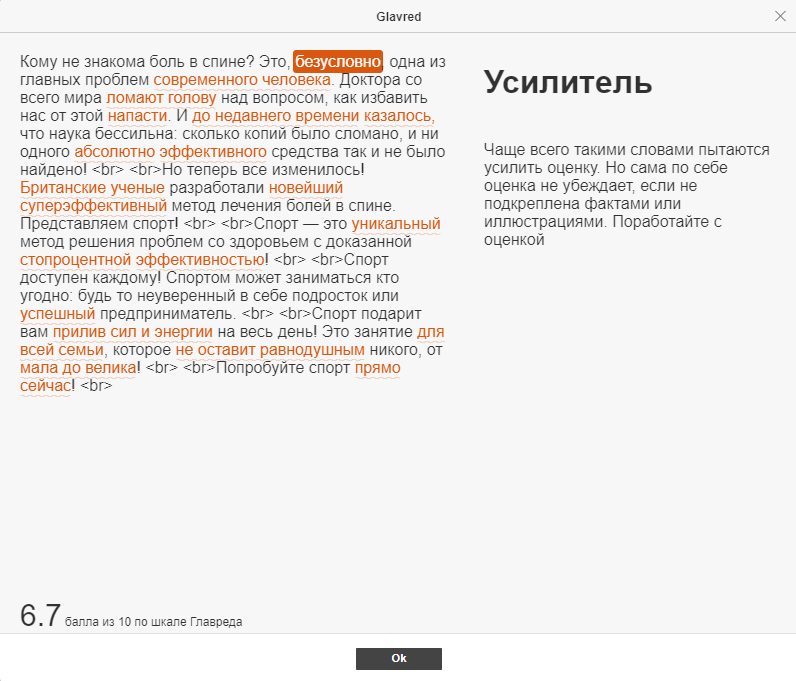 Glavred
Кому не знакома боль в спине? Это, безусловно одна из
главных проблем современного человека. Доктора со
всего мира ломают голову над вопросом, как избавить
нас от этой напасти. И до недавнего времени казалось,
что наука бессильна: сколько копий было сломано, и ни
одного абсолютно эффективного средства так и не было
найдено! <br> <br>Но теперь все изменилось!
Британские ученые разработали новейший
суперэффективный метод лечения болей в спине.
Представляем спорт! <br> <br>Спорт — это уникальный
метод решения проблем со здоровьем с доказанной
стопроцентной эффективностью! <br> <br>Спорт
доступен каждому! Спортом может заниматься кто
угодно: будь то неуверенный в себе подросток или
успешный предприниматель. <br> <br>Спорт подарит
вам прилив сил и энергии на весь день! Это занятие для
всей семьи, которое не оставит равнодушным никого, от
мала до велика! <br> <br>Попробуйте спорт прямо
сейчас! <br>
Усилитель
Чаще всего такими словами пытаются
усилить оценку. Но сама по себе
оценка не убеждает, если не
подкреплена фактами или
иллюстрациями. Поработайте с
оценкой
6.7 балла из 10 по шкале Главреда
Ok